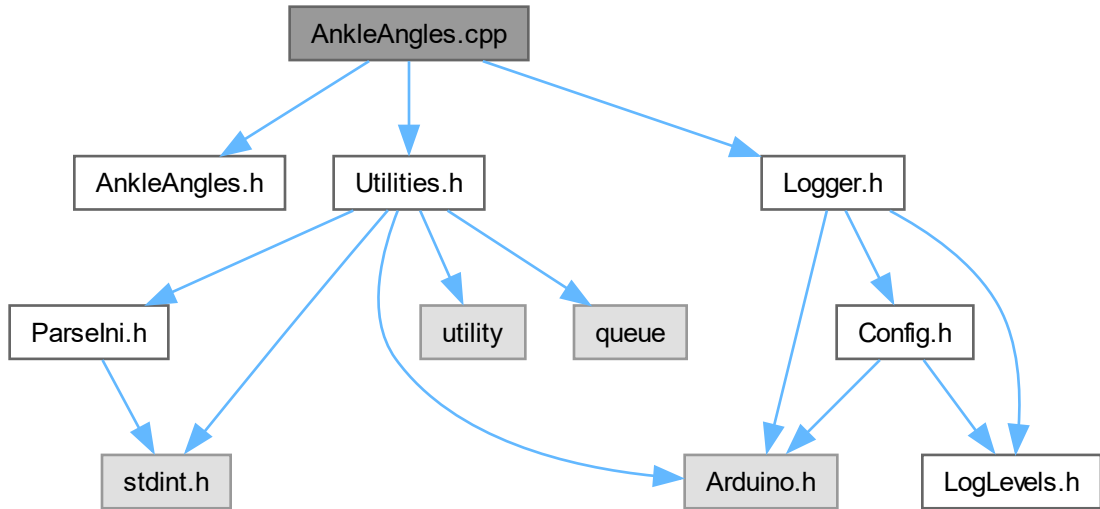 AnkleAngles.cpp
AnkleAngles.h
Utilities.h
Logger.h
ParseIni.h
utility
queue
Config.h
stdint.h
Arduino.h
LogLevels.h